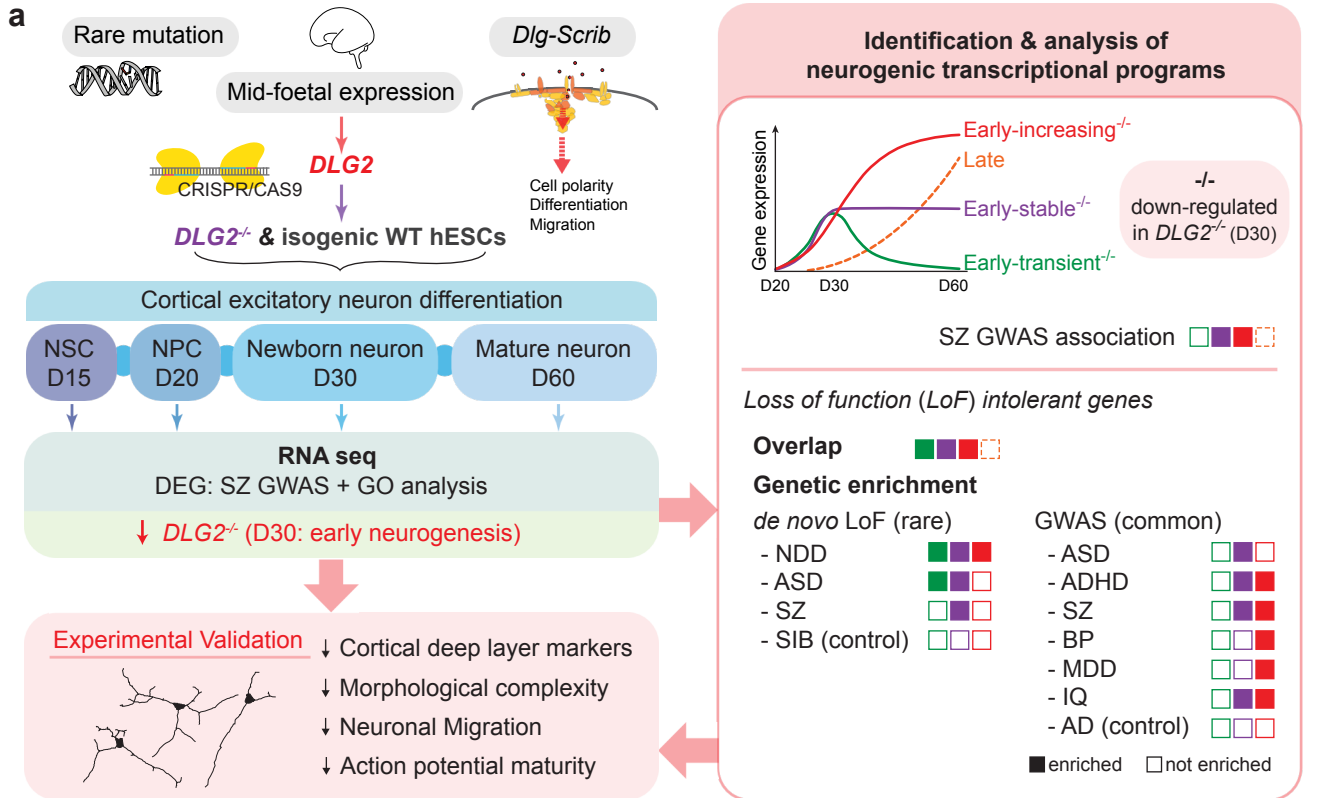 a
Rare mutation
Mid-foetal expression
Dlg-Scrib
CRISPR/CAS9
DLG2
Cell polarity
Differentiation
Migration
DLG2-/- & isogenic WT hESCs
Cortical excitatory neuron differentiation
NSC
D15
NPC
D20
Newborn neuron
D30
Mature neuron
D60
RNA seq
DEG: SZ GWAS + GO analysis
↓ DLG2-/- (D30: early neurogenesis)
Experimental Validation
↓ Cortical deep layer markers
↓ Morphological complexity
↓ Neuronal Migration
↓ Action potential maturity
Identification & analysis of
neurogenic transcriptional programs
Gene expression
D20
D30
D60
Early-increasing-/-
Late
Early-stable-/-
Early-transient-/-
-/-
down-regulated
in DLG2-/- (D30)
SZ GWAS association
Loss of function (LoF) intolerant genes
Overlap
Genetic enrichment
de novo LoF (rare)
- NDD
- ASD
- SZ
- SIB (control)
GWAS (common)
- ASD
- ADHD
- SZ
- BP
- MDD
- IQ
- AD (control)
enriched
not enriched